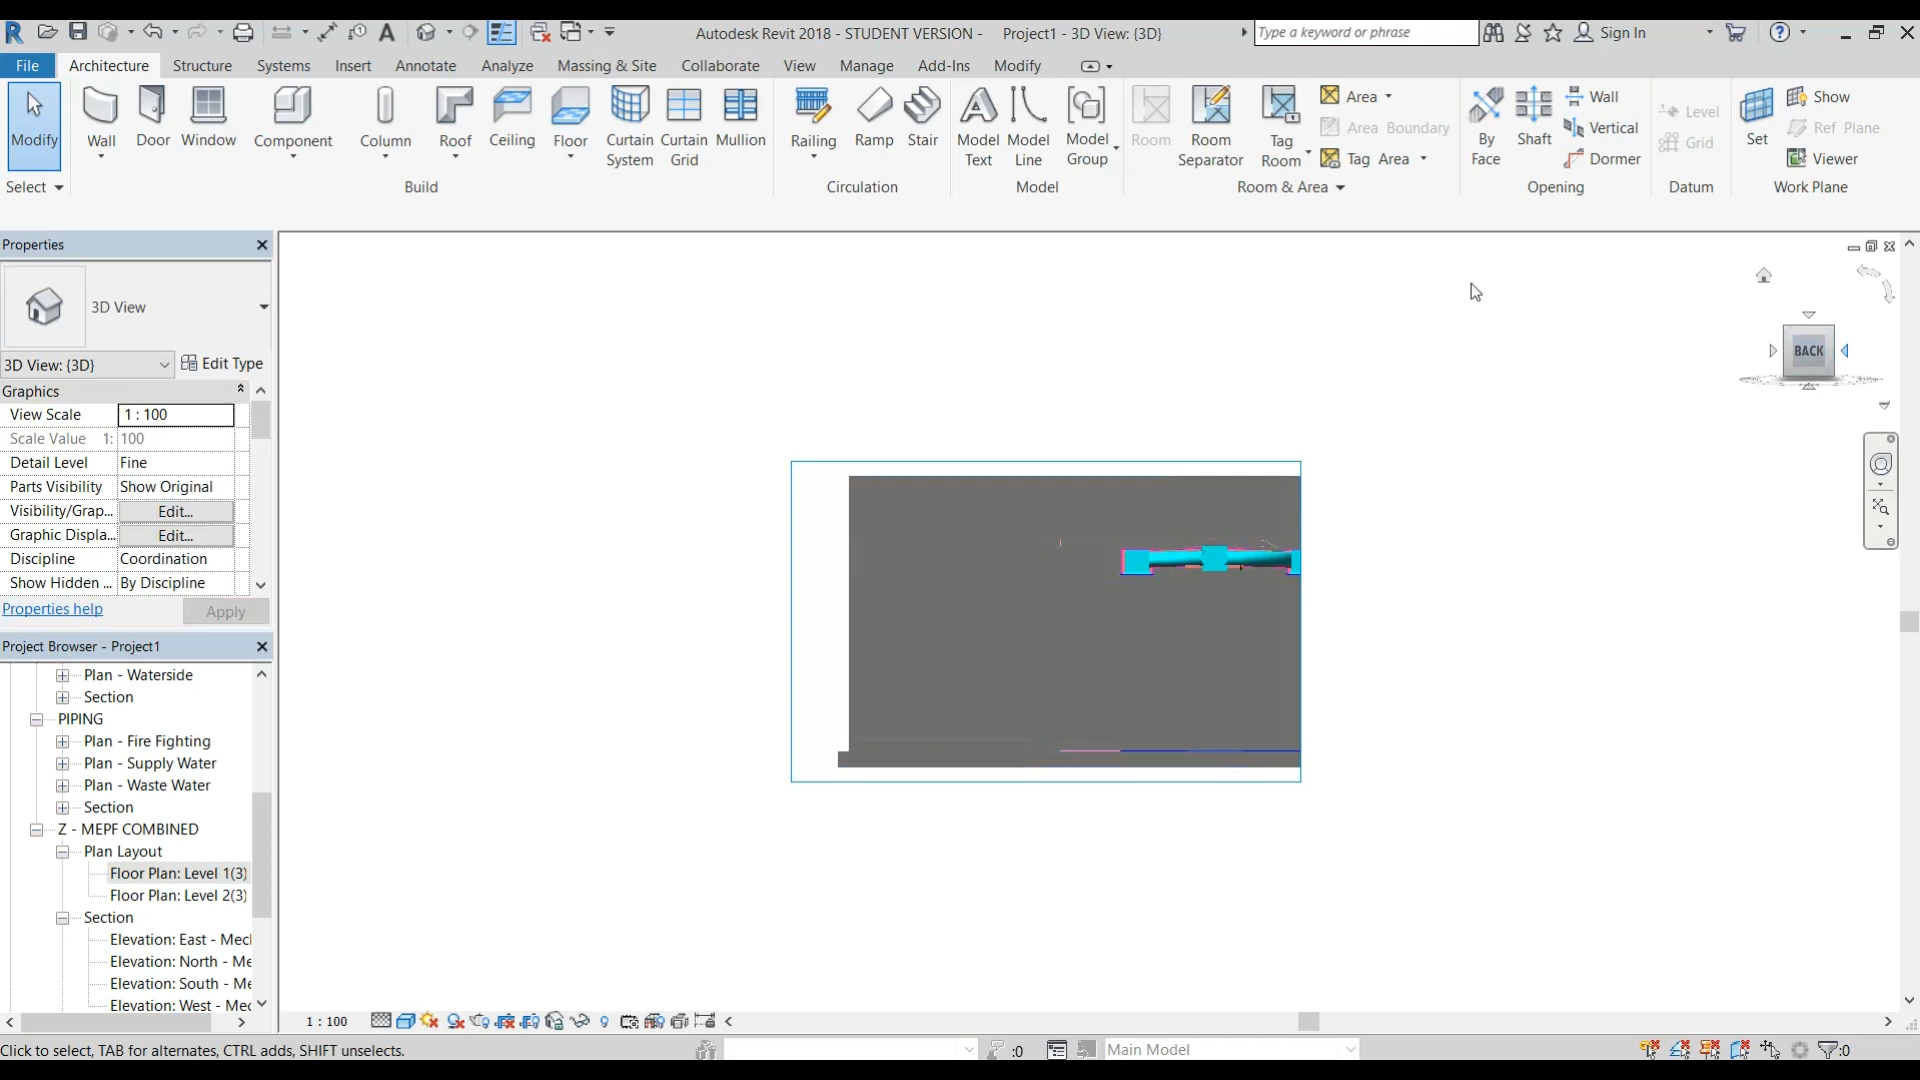 Autodesk Revit 2018 - STUDENT VERSION - Project1 - 3D View: {3D}
Type a keyword or phrase
Sign In
File Architecture Structure Systems Insert Annotate Analyze Massing & Site Collaborate View Manage Add-Ins Modify
Modify
Wall
Door
Window
Component
Column
Roof
Ceiling
Floor
Curtain System
Curtain Grid
Mullion
Railing
Ramp
Stair
Model Text
Model Line
Model Group
Room
Room Separator
Tag Room
Area
Area Boundary
Tag Area
By Face
Shaft
Wall
Vertical
Dormer
Level
Grid
Set
Show
Ref Plane
Viewer
Select
Build
Circulation
Model
Room & Area
Opening
Datum
Work Plane
Properties
3D View
3D View: {3D}
Edit Type
Graphics
View Scale 1 : 100
Scale Value 1: 100
Detail Level Fine
Parts Visibility Show Original
Visibility/Grap... Edit...
Graphic Displa... Edit...
Discipline Coordination
Show Hidden ... By Discipline
Properties help
Apply
Project Browser - Project1
Plan - Waterside
Section
PIPING
Plan - Fire Fighting
Plan - Supply Water
Plan - Waste Water
Section
Z - MEPF COMBINED
Plan Layout
Floor Plan: Level 1(3)
Floor Plan: Level 2(3)
Section
Elevation: East - Mec
Elevation: North - Me
Elevation: South - Me
Elevation: West - Mec
BACK
1 : 100
Click to select, TAB for alternates, CTRL adds, SHIFT unselects.
:0
Main Model
:0